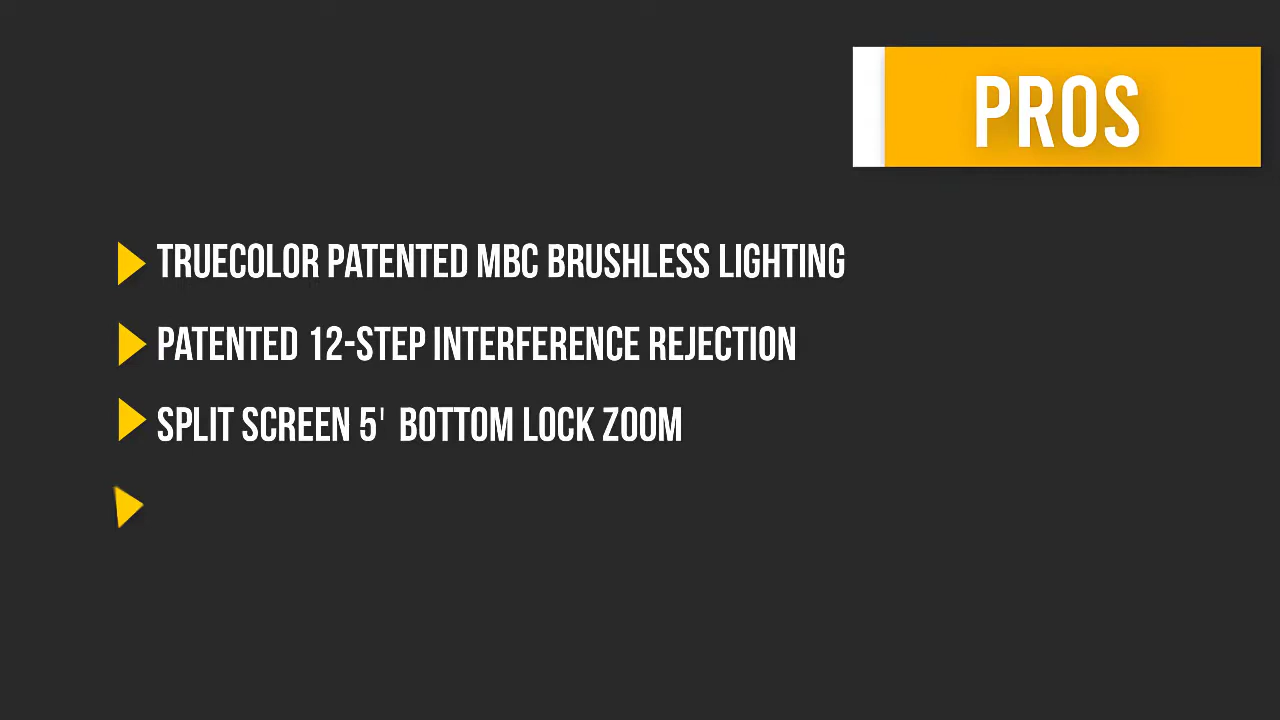 PROS
TRUECOLOR PATENTED MBC BRUSHLESS LIGHTING
PATENTED 12-STEP INTERFERENCE REJECTION
SPLIT SCREEN 5' BOTTOM LOCK ZOOM